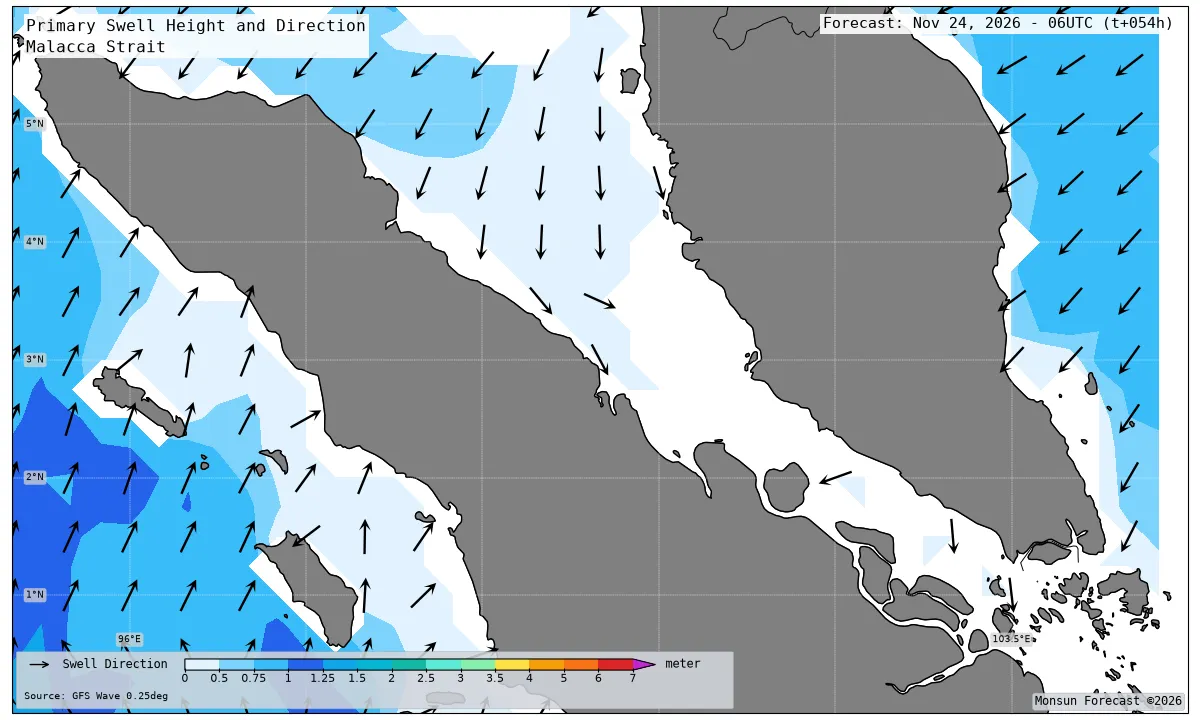 Primary Swell Height and Direction
Malacca Strait
Forecast: Nov 24, 2026 - 06UTC (t+054h)
5°N
4°N
3°N
2°N
1°N
96°E
103.5°E
Swell Direction
0 0.5 0.75 1 1.25 1.5 2 2.5 3 3.5 4 5 6 7
meter
Source: GFS Wave 0.25deg
Monsun Forecast ©2026